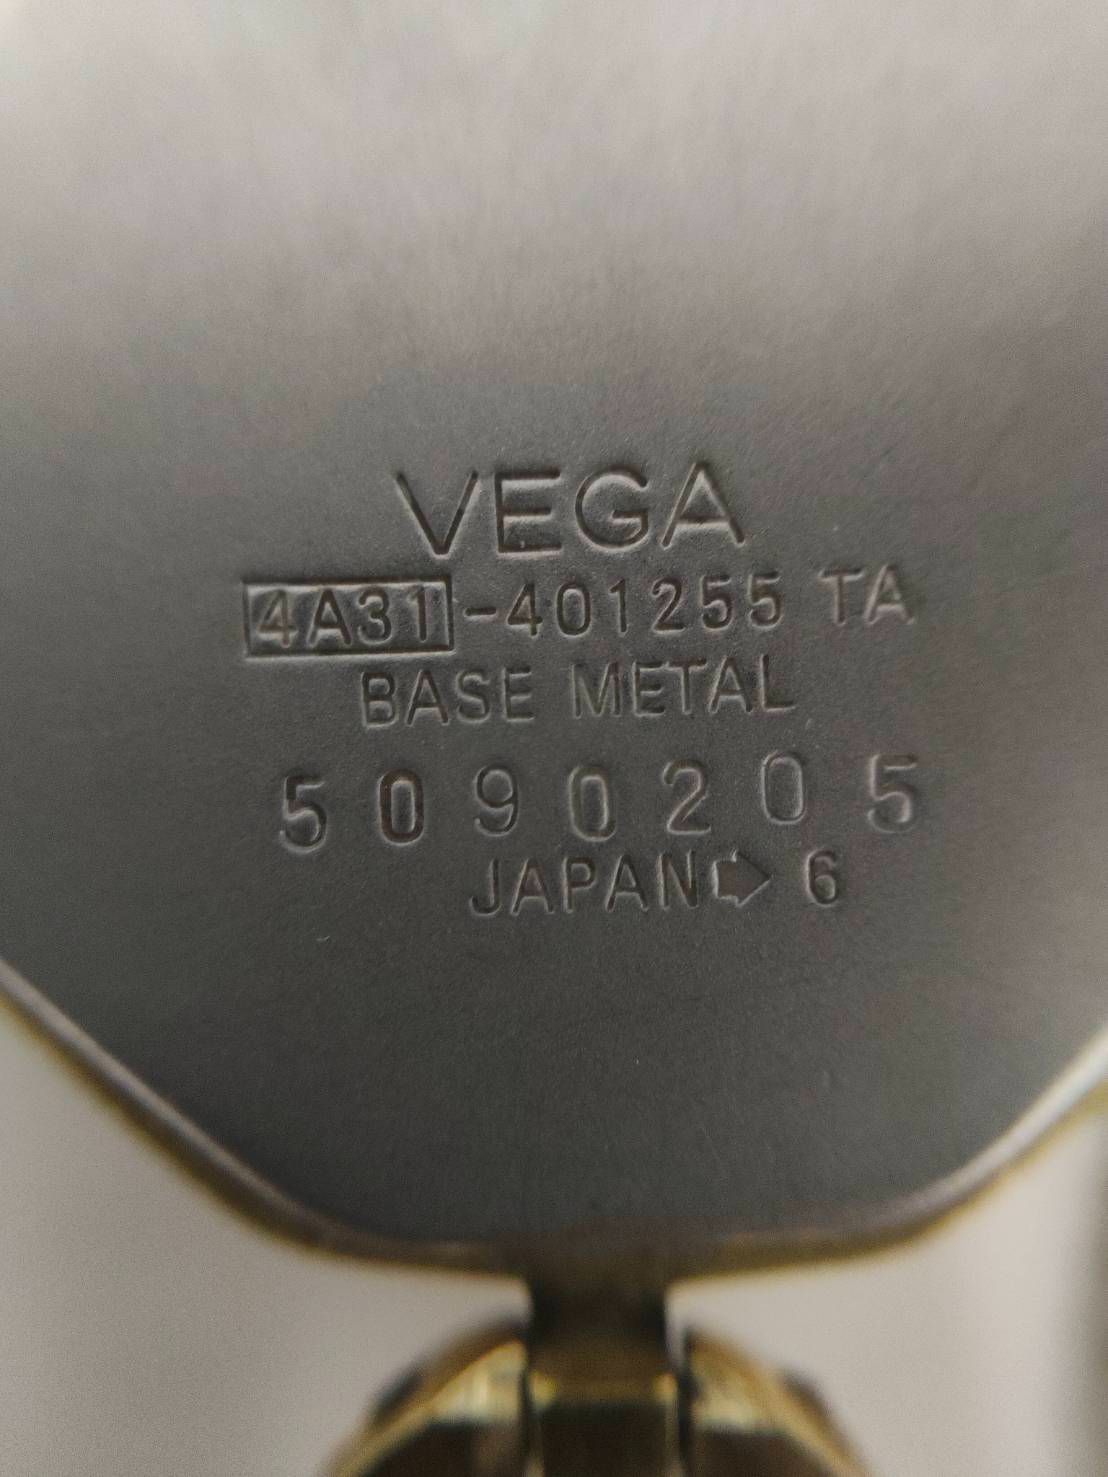 VEGA
4A31-401255 TA
BASE METAL
5090205
JAPAN➩6